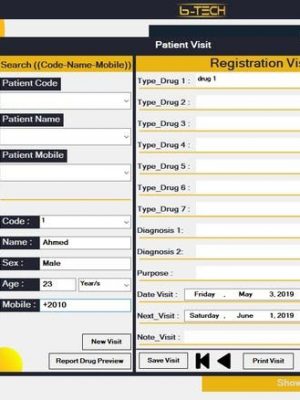 b-TECH
Patient Visit
Search ((Code-Name-Mobile))
Patient Code
Patient Name
Patient Mobile
Code : 1
Name : Ahmed
Sex : Male
Age : 23 Year/s
Mobile : +2010
New Visit
Report Drug Preview
Registration Vis
Type_Drug 1 : drug 1
Type_Drug 2 :
Type_Drug 3 :
Type_Drug 4 :
Type_Drug 5 :
Type_Drug 6 :
Type_Drug 7 :
Diagnosis 1:
Diagnosis 2:
Purpose :
Date Visit : Friday , May 3, 2019
Next_Visit : Saturday , June 1, 2019
Note_Visit :
Save Visit
Print Visit
Show